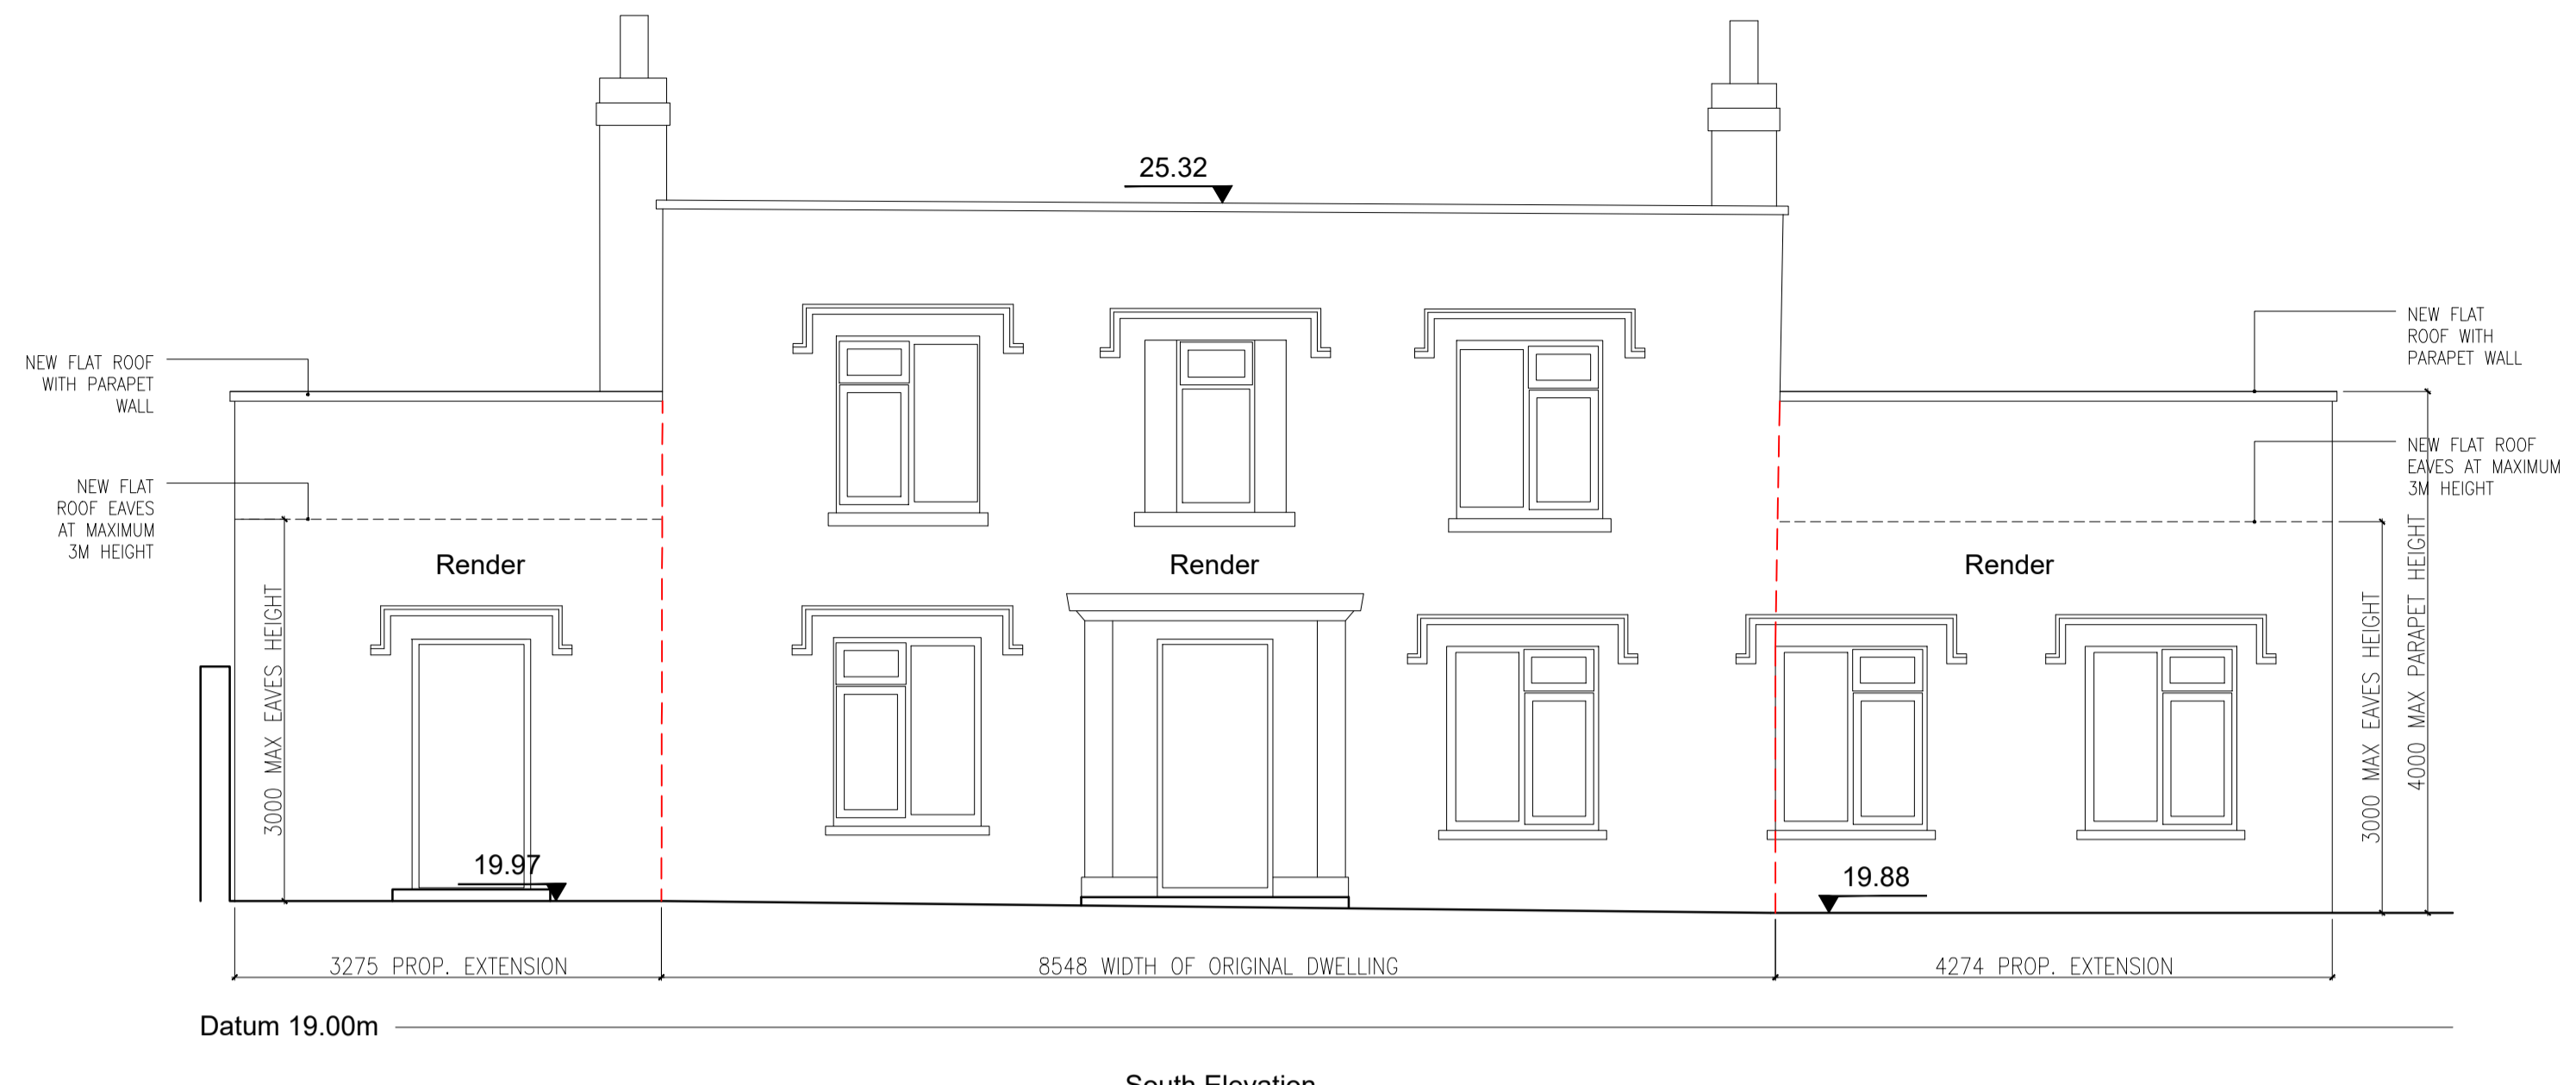 25.32
NEW FLAT ROOF
WITH PARAPET
WALL
NEW FLAT
ROOF WITH
PARAPET WALL
NEW FLAT
ROOF EAVES
AT MAXIMUM
3M HEIGHT
NEW FLAT ROOF
EAVES AT MAXIMUM
3M HEIGHT
Render
Render
Render
3000 MAX EAVES HEIGHT
3000 MAX EAVES HEIGHT
4000 MAX PARAPET HEIGHT
19.97
19.88
3275 PROP. EXTENSION
8548 WIDTH OF ORIGINAL DWELLING
4274 PROP. EXTENSION
Datum 19.00m
South Elevation